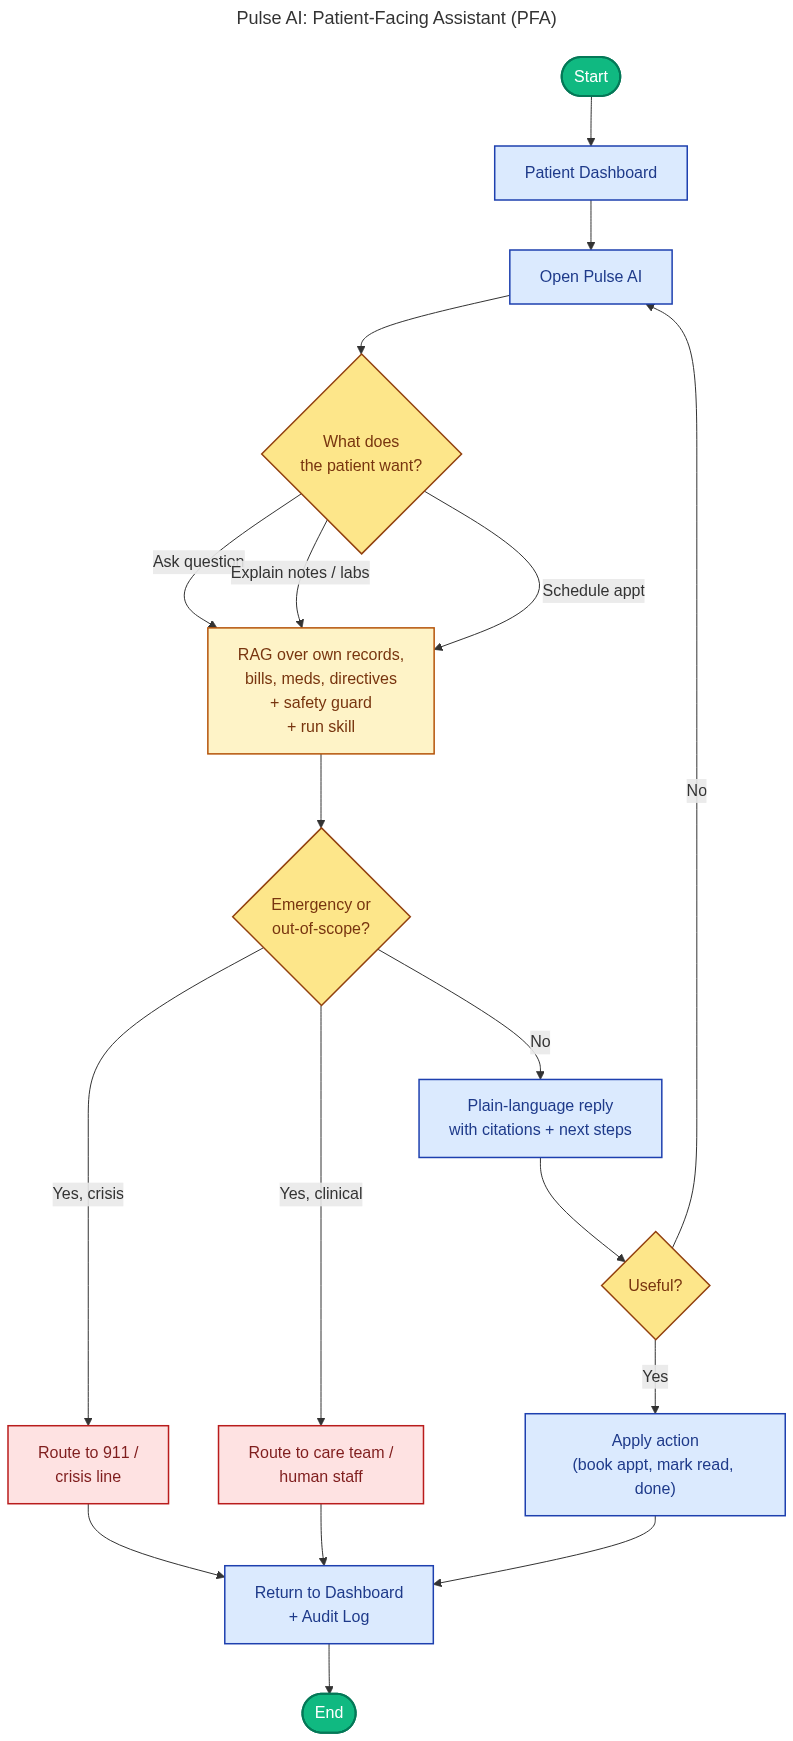 Pulse AI: Patient-Facing Assistant (PFA)
Start
Patient Dashboard
Open Pulse AI
What does
the patient want?
Ask question
Explain notes / labs
Schedule appt
RAG over own records,
bills, meds, directives
+ safety guard
+ run skill
No
Emergency or
out-of-scope?
No
Plain-language reply
with citations + next steps
Yes, crisis
Yes, clinical
Useful?
Yes
Route to 911 /
crisis line
Route to care team /
human staff
Apply action
(book appt, mark read,
done)
Return to Dashboard
+ Audit Log
End